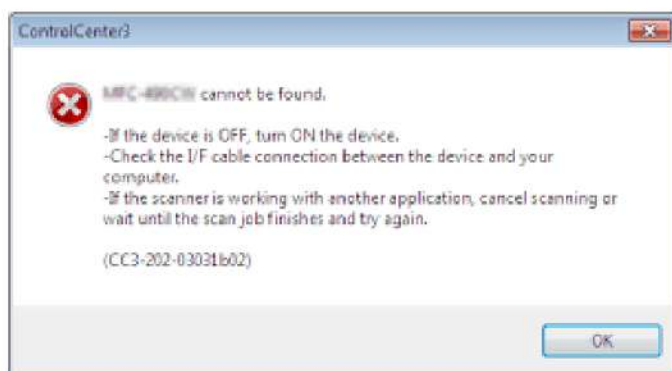 ControlCenter3
cannot be found.
-If the device is OFF, turn ON the device.
-Check the I/F cable connection between the device and your
computer.
-If the scanner is working with another application, cancel scanning or
wait until the scan job finishes and try again.
(CC3-202-03031b02)
OK